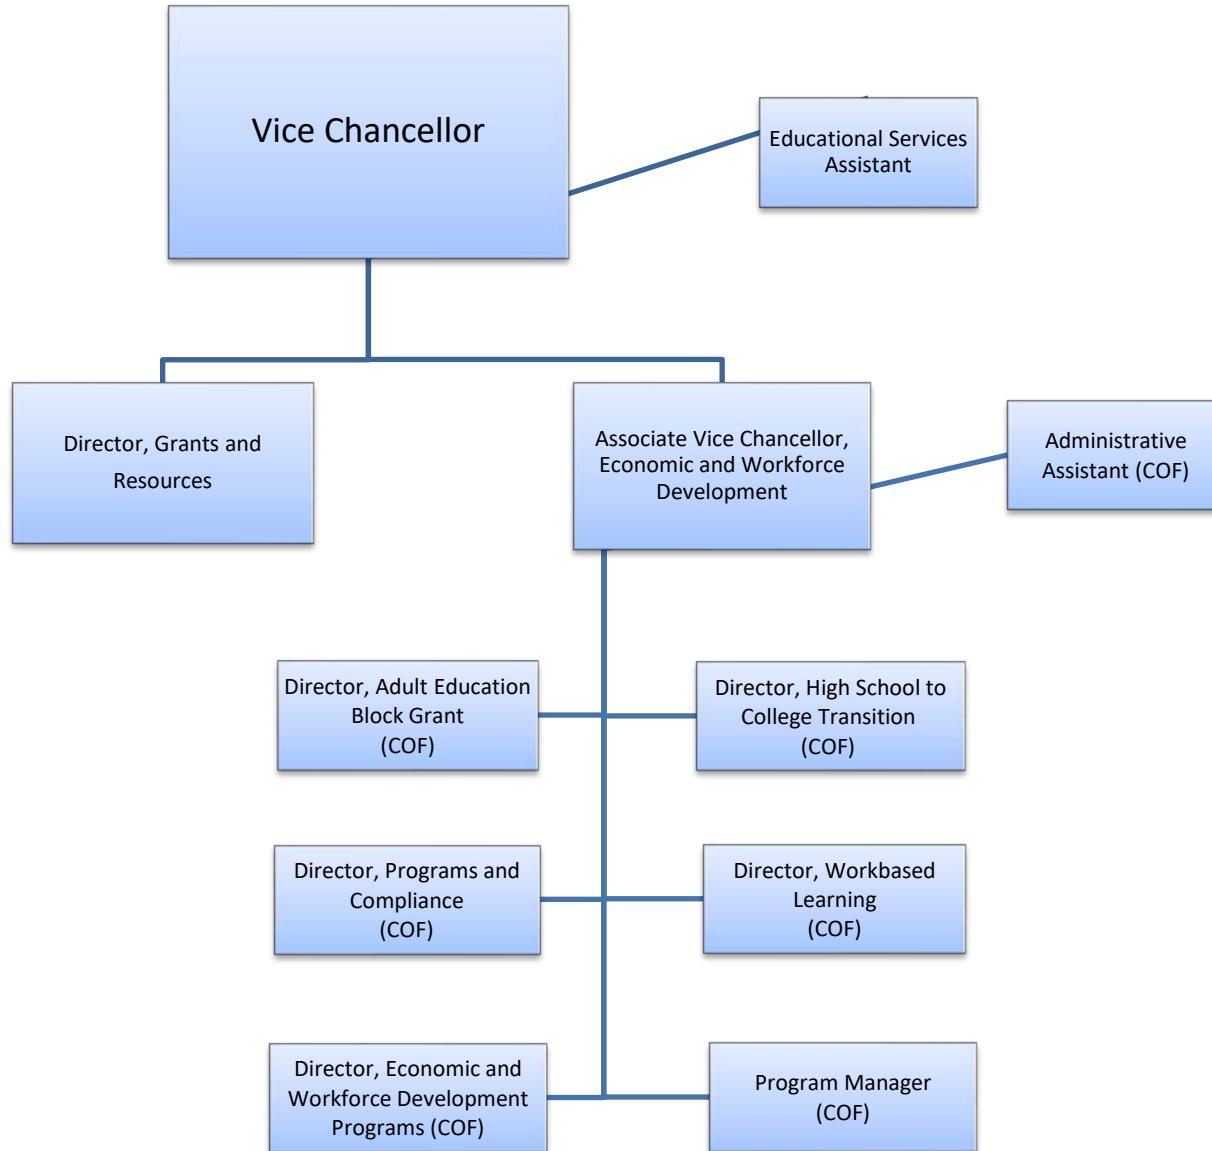 Vice Chancellor
Educational Services
Assistant
Director, Grants and
Resources
Associate Vice Chancellor,
Economic and Workforce
Development
Administrative
Assistant (COF)
Director, Adult Education
Block Grant
(COF)
Director, High School to
College Transition
(COF)
Director, Programs and
Compliance
(COF)
Director, Workbased
Learning
(COF)
Director, Economic and
Workforce Development
Programs (COF)
Program Manager
(COF)